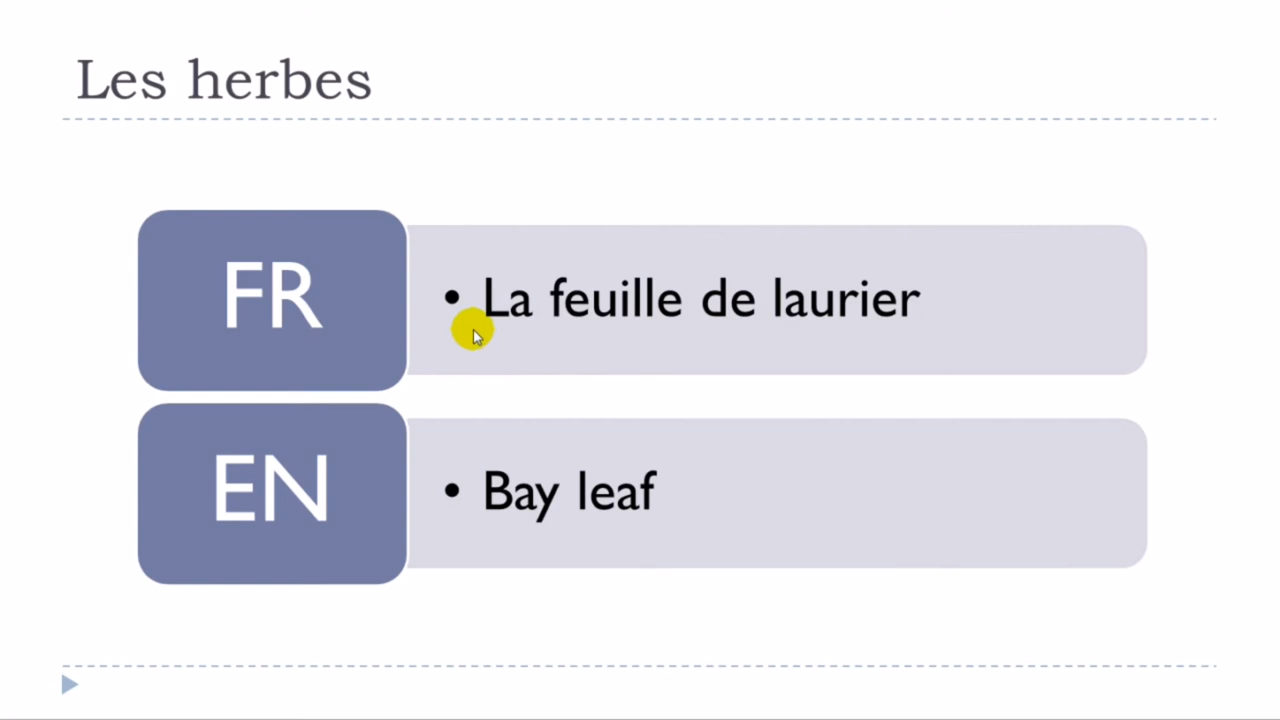 Les herbes
FR
• La feuille de laurier
EN
• Bay leaf